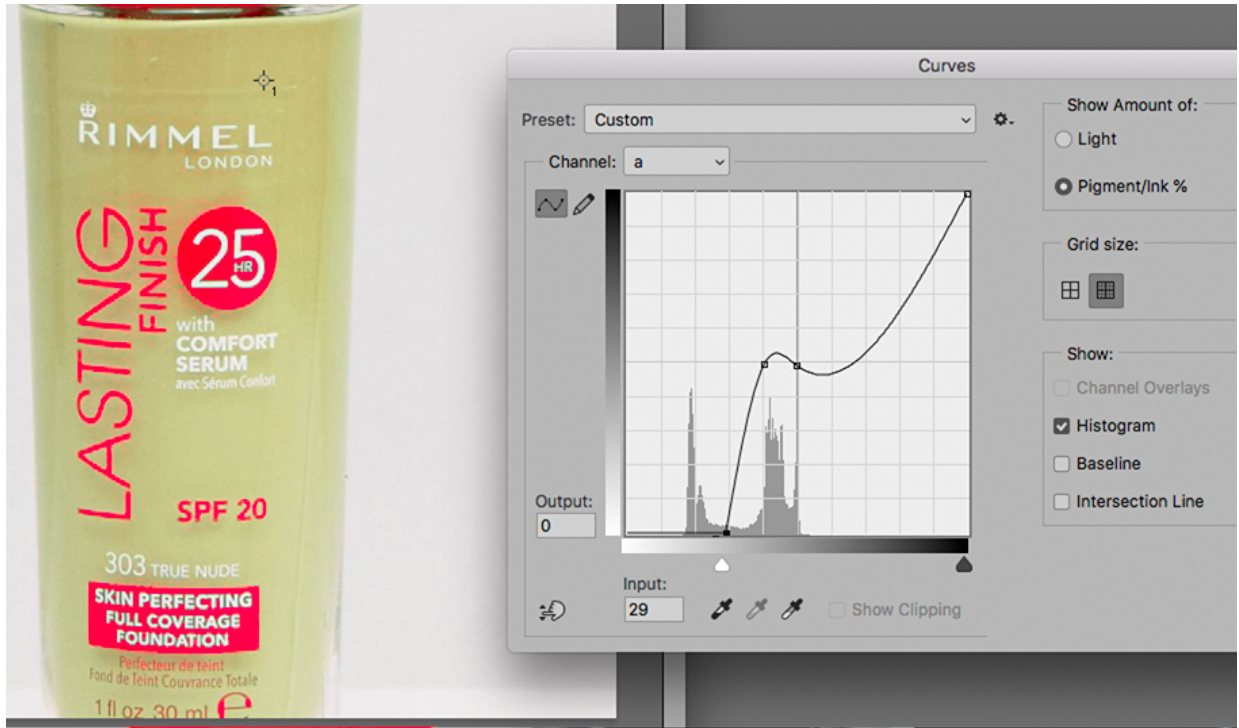 RIMMEL
LONDON
LASTING
FINISH
25
HR
with
COMFORT
SERUM
avec Sérum Confort
SPF 20
303 TRUE NUDE
SKIN PERFECTING
FULL COVERAGE
FOUNDATION
Perfecteur de teint
Fond de Teint Couvrance Totale
1 fl oz 30 ml e
1
Curves
Preset: Custom
Channel: a
Output:
0
Input:
29
Show Clipping
Show Amount of:
Light
Pigment/Ink %
Grid size:
Show:
Channel Overlays
Histogram
Baseline
Intersection Line